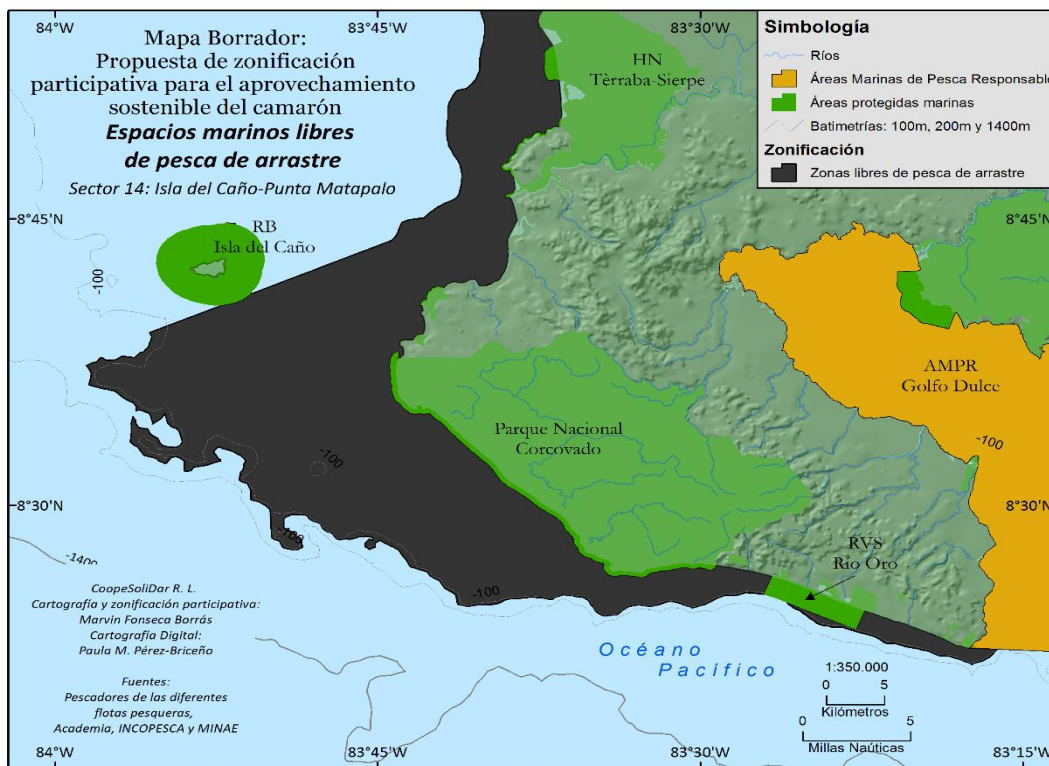 84°W
83°45'W
83°30'W
Mapa Borrador:
Propuesta de zonificación
participativa para el aprovechamiento
sostenible del camarón
Espacios marinos libres
de pesca de arrastre
Sector 14: Isla del Caño-Punta Matapalo
Simbología
Ríos
Áreas Marinas de Pesca Responsable
Áreas protegidas marinas
Batimetrías: 100m, 200m y 1400m
Zonificación
Zonas libres de pesca de arrastre
HN
Tèrraba-Sierpe
8°45'N
8°45'N
RB
Isla del Caño
-100
AMPR
Golfo Dulce
-100
Parque Nacional
Corcovado
-100
8°30'N
8°30'N
-100
-1400
RVS
Río Oro
-100
CoopeSoliDar R. L.
Cartografía y zonificación participativa:
Marvin Fonseca Borrás
Cartografía Digital:
Paula M. Pérez-Briceño
Fuentes:
Pescadores de las diferentes
flotas pesqueras,
Academia, INCOPESCA y MINAE
Océano
Pacífico
1:350.000
0 5
Kilómetros
0 5
Millas Naúticas
84°W
83°45'W
83°30'W
83°15'W